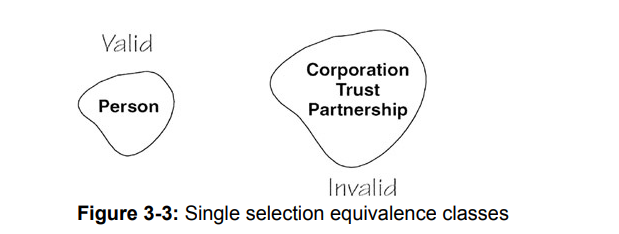 Valid
Person
Corporation
Trust
Partnership
Invalid
Figure 3-3: Single selection equivalence classes